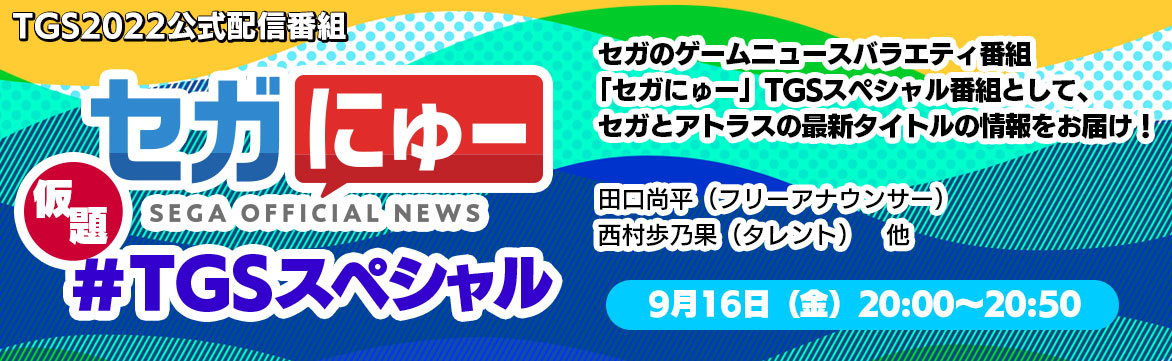 TGS2022公式配信番組
セガにゅー
SEGA OFFICIAL NEWS
仮題
#TGSスペシャル
セガのゲームニュースバラエティ番組
「セガにゅー」TGSスペシャル番組として、
セガとアトラスの最新タイトルの情報をお届け！
田口尚平（フリーアナウンサー）
西村歩乃果（タレント）　他
9月16日（金）20:00〜20:50